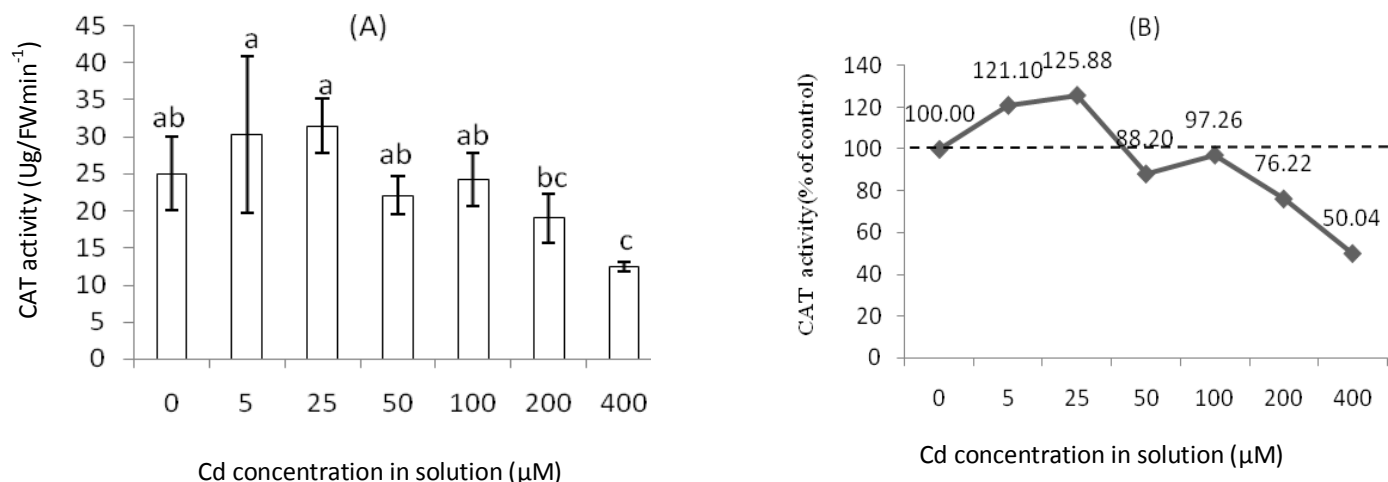 (A)
CAT activity (Ug/FWmin⁻¹)
45
40
35
30
25
20
15
10
5
0
ab
a
a
ab
ab
bc
c
0 5 25 50 100 200 400
Cd concentration in solution (µM)
(B)
CAT activity(% of control)
140
120
100
80
60
40
20
0
100.00
121.10
125.88
88.20
97.26
76.22
50.04
0 5 25 50 100 200 400
Cd concentration in solution (µM)